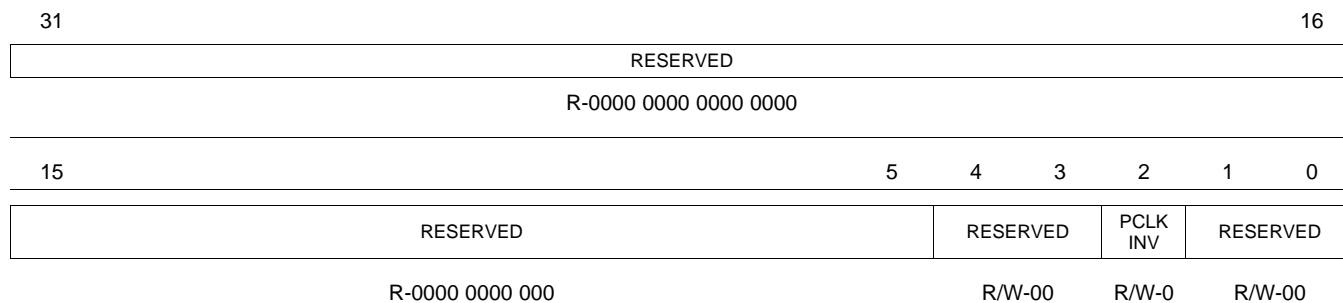 31 16
RESERVED
R-0000 0000 0000 0000
15 5 4 3 2 1 0
RESERVED RESERVED PCLK INV RESERVED
R-0000 0000 000 R/W-00 R/W-0 R/W-00